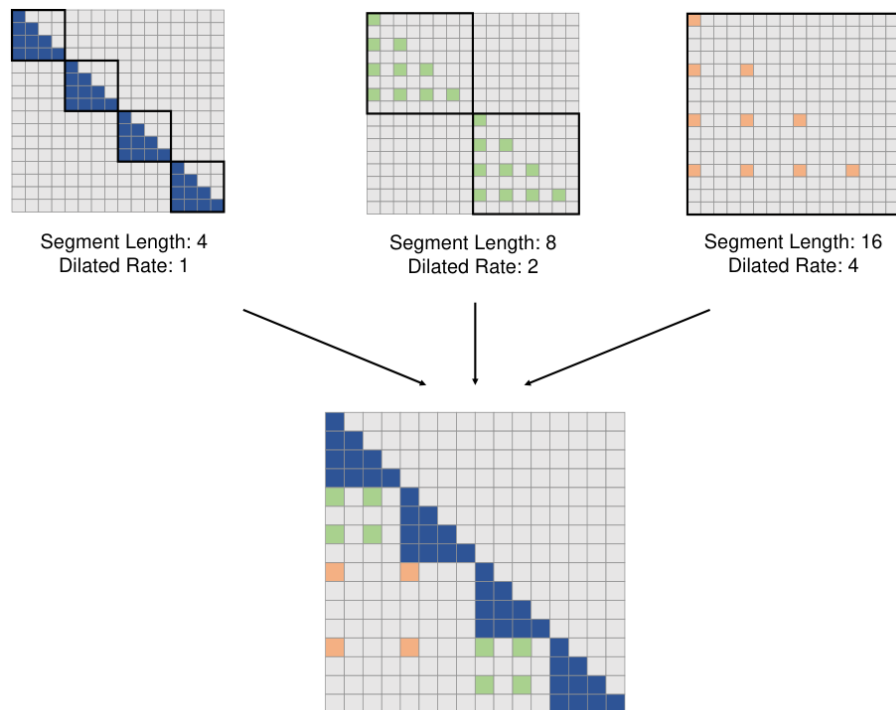 Segment Length: 4
Dilated Rate: 1
Segment Length: 8
Dilated Rate: 2
Segment Length: 16
Dilated Rate: 4